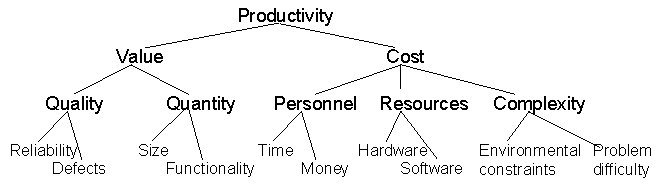 Productivity
Value Cost
Quality Quantity Personnel Resources Complexity
Reliability Size Time Hardware Environmental Problem
Defects Functionality Money Software constraints difficulty